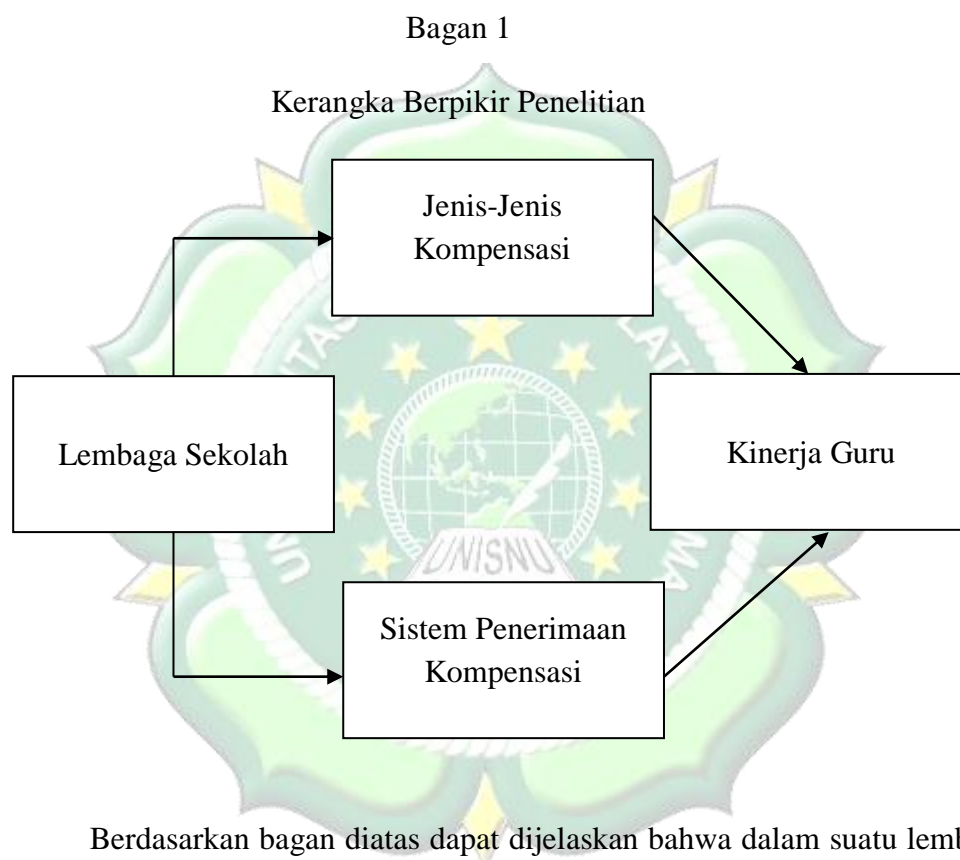 Bagan 1
Kerangka Berpikir Penelitian
Jenis-Jenis
Kompensasi
Lembaga Sekolah
Kinerja Guru
UNISNU
Sistem Penerimaan
Kompensasi
Berdasarkan bagan diatas dapat dijelaskan bahwa dalam suatu lemb